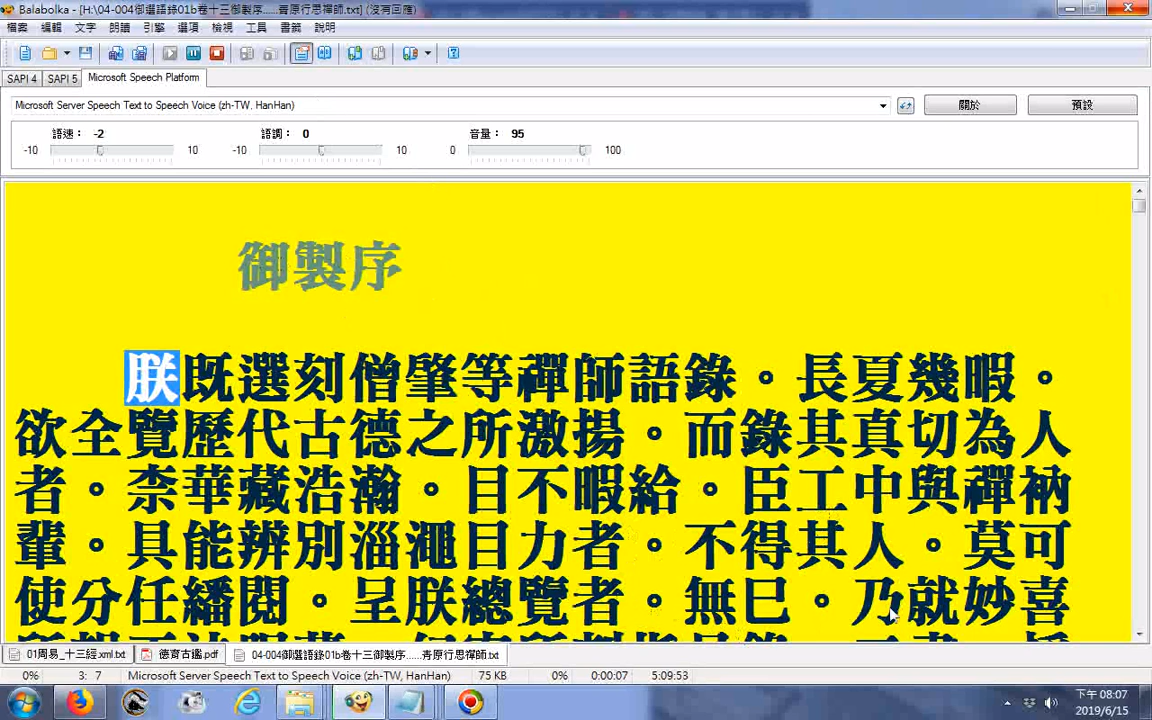 Balabolka - [H:\04-004御選語錄01b卷十三御製序......靑原行思禪師.txt] (沒有回應)
檔案 編輯 文字 朗讀 引擎 選項 檢視 工具 書籤 說明
SAPI 4 SAPI 5 Microsoft Speech Platform
Microsoft Server Speech Text to Speech Voice (zh-TW, HanHan) 關於 預設
語速： -2 語調： 0 音量： 95
-10 10 -10 10 0 100
御製序
朕既選刻僧肇等禪師語錄。長夏幾暇。
欲全覽歷代古德之所激揚。而錄其真切為人
者。柰華藏浩瀚。目不暇給。臣工中與禪衲
輩。具能辨別淄澠目力者。不得其人。莫可
使分任繙閱。呈朕總覽者。無巳。乃就妙喜
01周易_十三經.xml.txt 德育古鑑.pdf 04-004御選語錄01b卷十三御製序......靑原行思禪師.txt
0% 3: 7 Microsoft Server Speech Text to Speech Voice (zh-TW, HanHan) 75 KB 0% 0:00:07 5:09:53
下午 08:07
2019/6/15